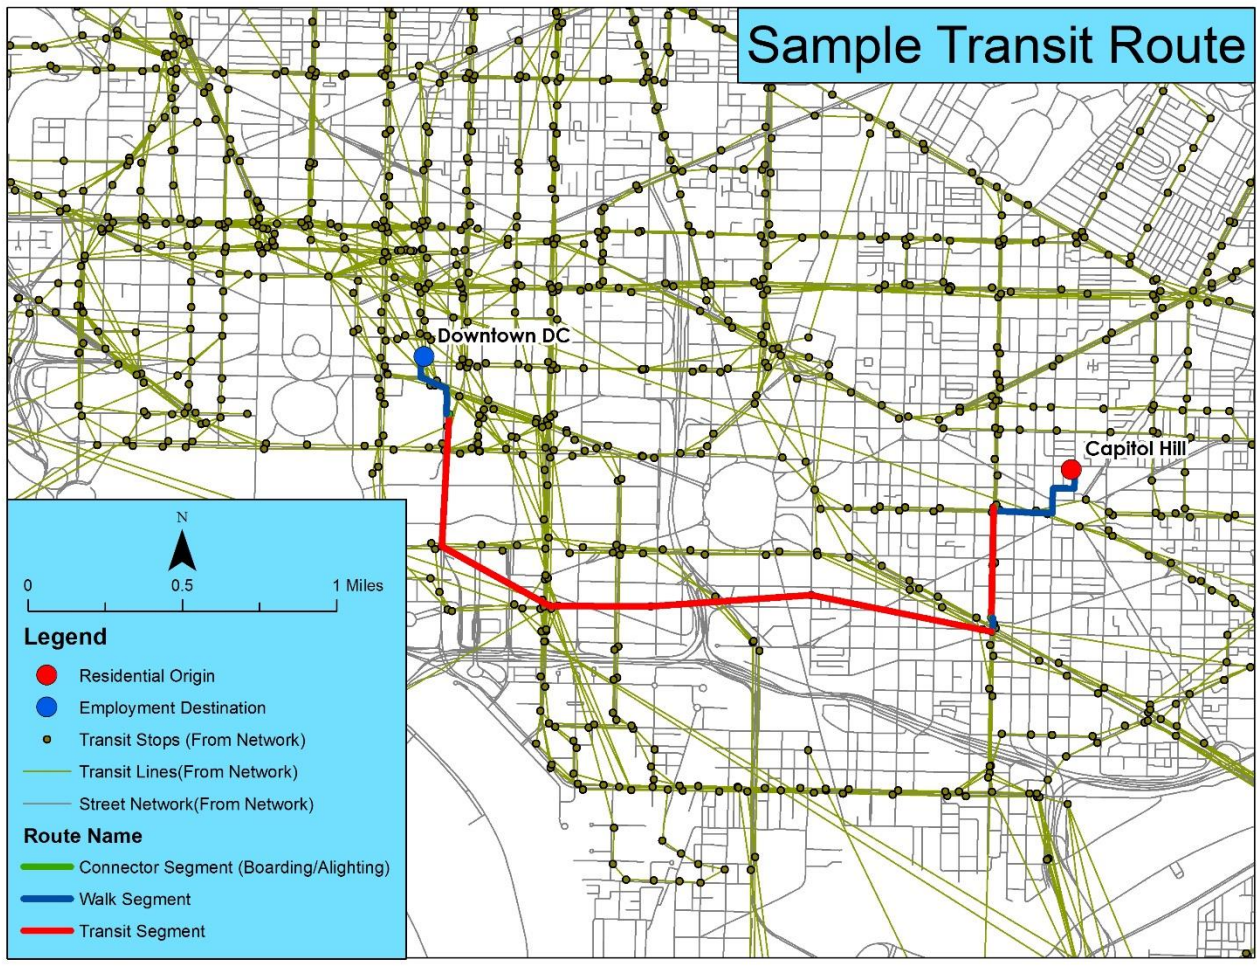 Sample Transit Route
Downtown DC
Capitol Hill
N
0 0.5 1 Miles
Legend
Residential Origin
Employment Destination
Transit Stops (From Network)
Transit Lines(From Network)
Street Network(From Network)
Route Name
Connector Segment (Boarding/Alighting)
Walk Segment
Transit Segment